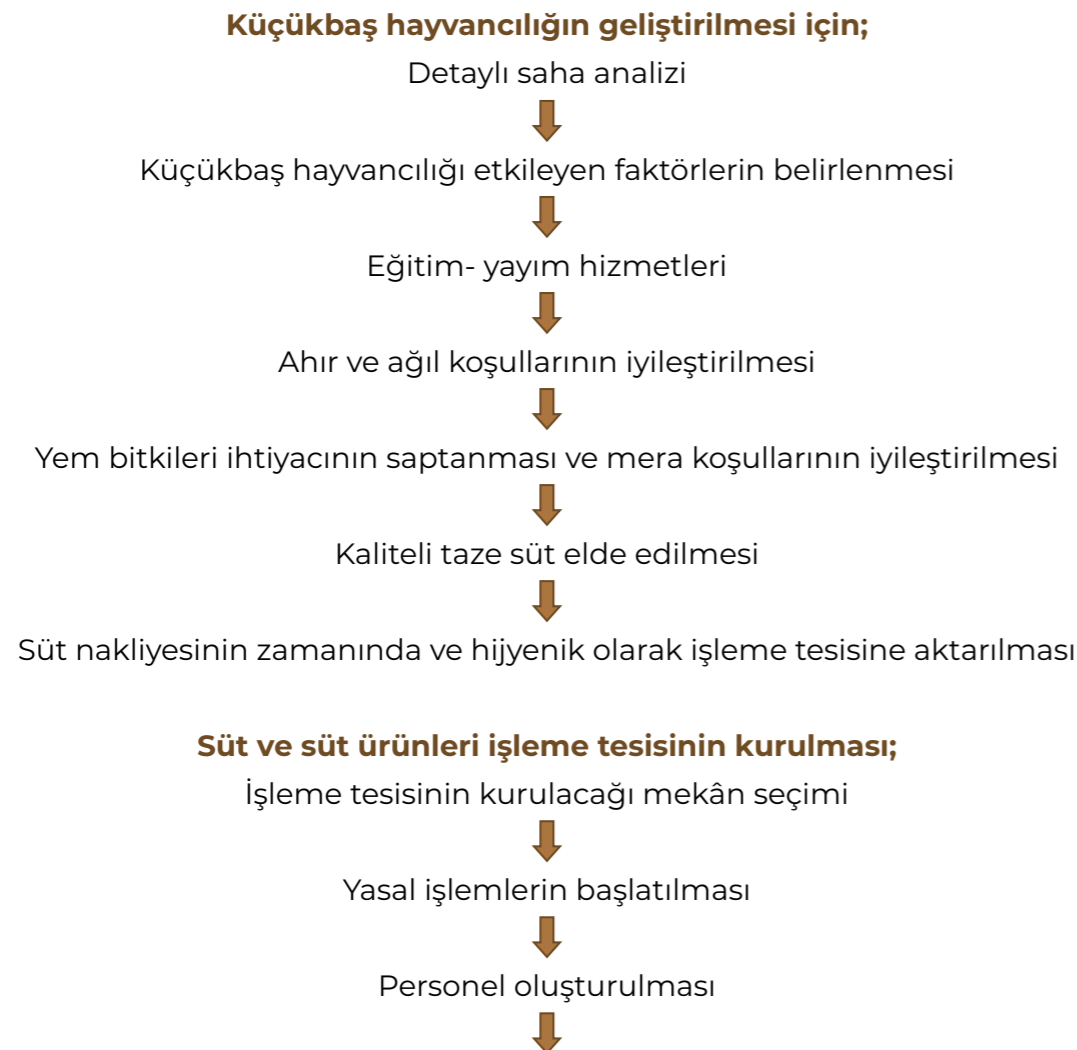 Küçükbaş hayvancılığın geliştirilmesi için;
Detaylı saha analizi
Küçükbaş hayvancılığı etkileyen faktörlerin belirlenmesi
Eğitim- yayım hizmetleri
Ahır ve ağıl koşullarının iyileştirilmesi
Yem bitkileri ihtiyacının saptanması ve mera koşullarının iyileştirilmesi
Kaliteli taze süt elde edilmesi
Süt nakliyesinin zamanında ve hijyenik olarak işleme tesisine aktarılması
Süt ve süt ürünleri işleme tesisinin kurulması;
İşleme tesisinin kurulacağı mekân seçimi
Yasal işlemlerin başlatılması
Personel oluşturulması